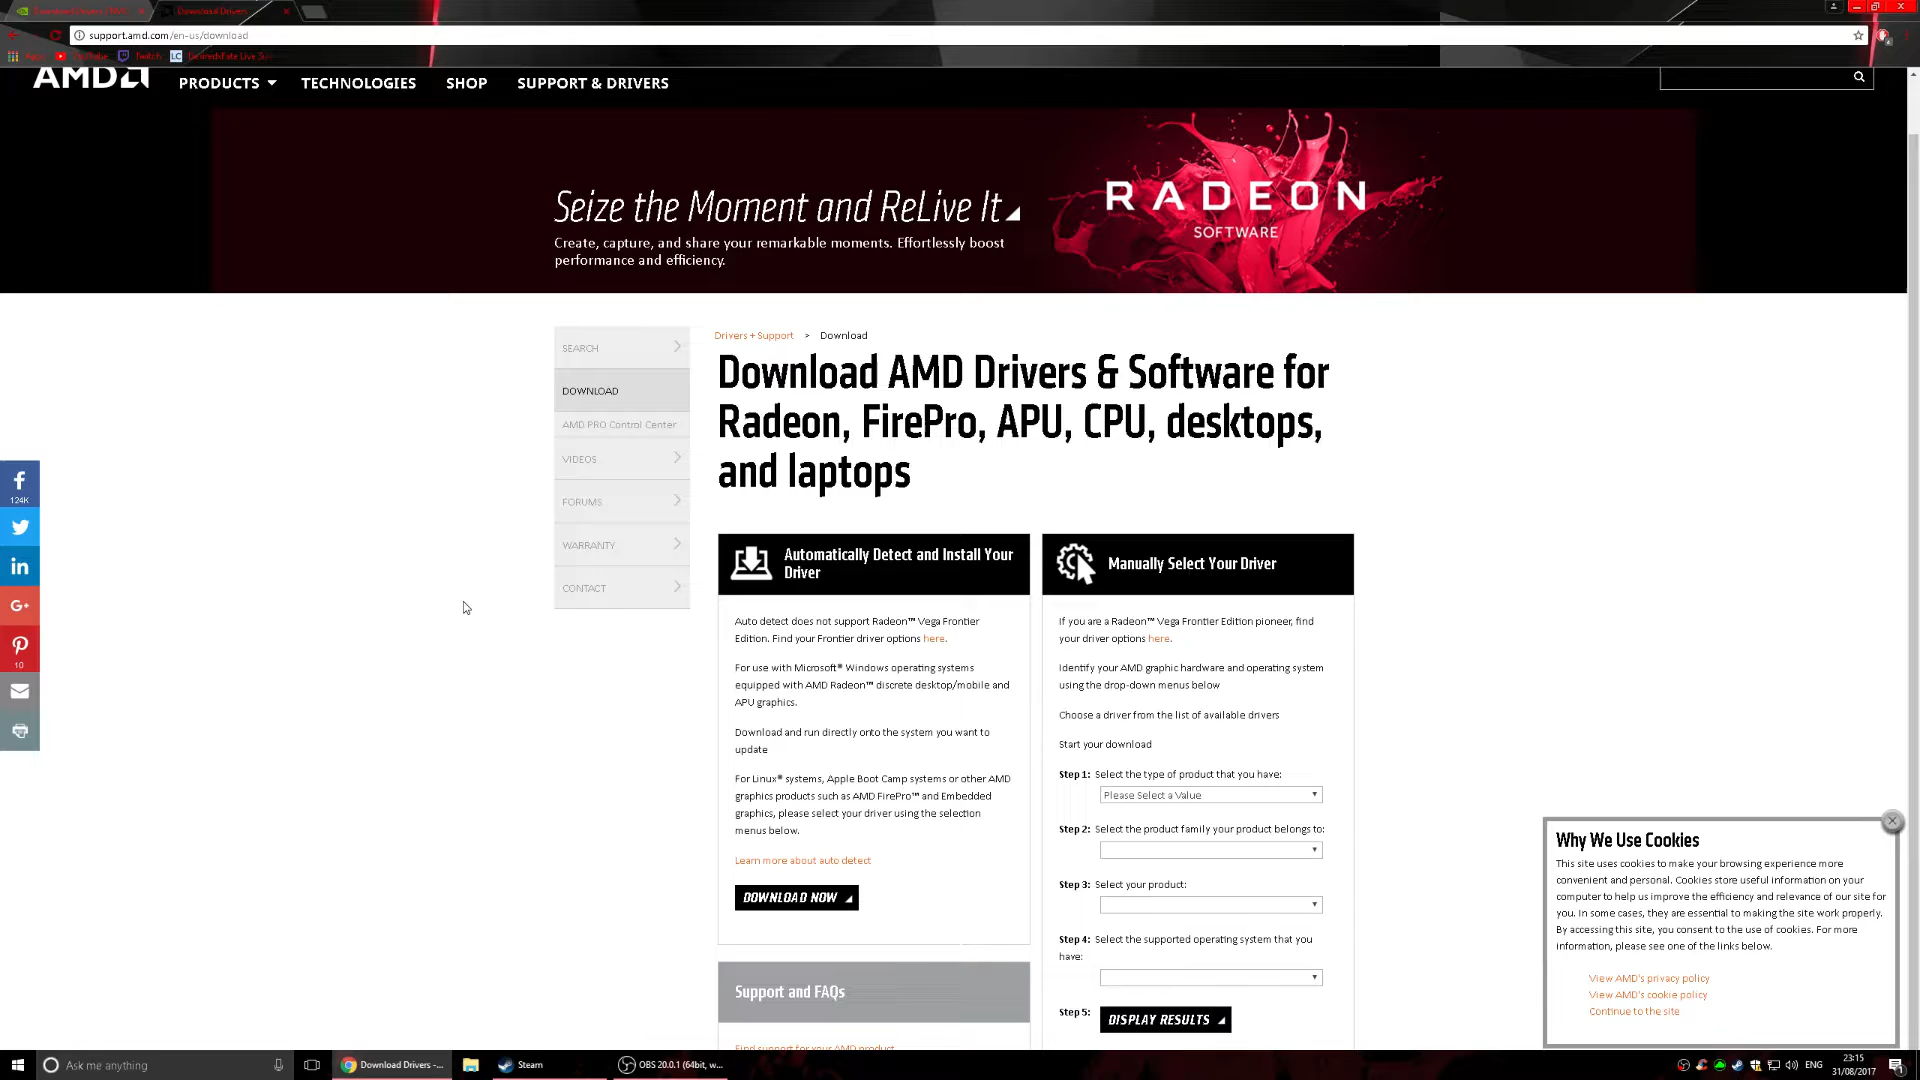 Download Drivers
support.amd.com/en-us/download
Apps
YouTube
Twitch
AMD
PRODUCTS
TECHNOLOGIES
SHOP
SUPPORT & DRIVERS
Seize the Moment and ReLive It
Create, capture, and share your remarkable moments. Effortlessly boost
performance and efficiency.
RADEON
SOFTWARE
124K
10
SEARCH
DOWNLOAD
AMD PRO Control Center
VIDEOS
FORUMS
WARRANTY
CONTACT
Drivers + Support > Download
Download AMD Drivers & Software for
Radeon, FirePro, APU, CPU, desktops,
and laptops
Automatically Detect and Install Your
Driver
Auto detect does not support Radeon™ Vega Frontier
Edition. Find your Frontier driver options here.
For use with Microsoft® Windows operating systems
equipped with AMD Radeon™ discrete desktop/mobile and
APU graphics.
Download and run directly onto the system you want to
update
For Linux® systems, Apple Boot Camp systems or other AMD
graphics products such as AMD FirePro™ and Embedded
graphics, please select your driver using the selection
menus below.
Learn more about auto detect
DOWNLOAD NOW
Support and FAQs
Find support for your AMD product
Manually Select Your Driver
If you are a Radeon™ Vega Frontier Edition pioneer, find
your driver options here.
Identify your AMD graphic hardware and operating system
using the drop-down menus below
Choose a driver from the list of available drivers
Start your download
Step 1: Select the type of product that you have:
Please Select a Value
Step 2: Select the product family your product belongs to:
Step 3: Select your product:
Step 4: Select the supported operating system that you
have:
Step 5: DISPLAY RESULTS
Why We Use Cookies
This site uses cookies to make your browsing experience more
convenient and personal. Cookies store useful information on your
computer to help us improve the efficiency and relevance of our site for
you. In some cases, they are essential to making the site work properly.
By accessing this site, you consent to the use of cookies. For more
information, please see one of the links below.
View AMD's privacy policy
View AMD's cookie policy
Continue to the site
Ask me anything
Download Drivers -...
Steam
OBS 20.0.1 (64bit, w...
ENG
23:15
31/08/2017